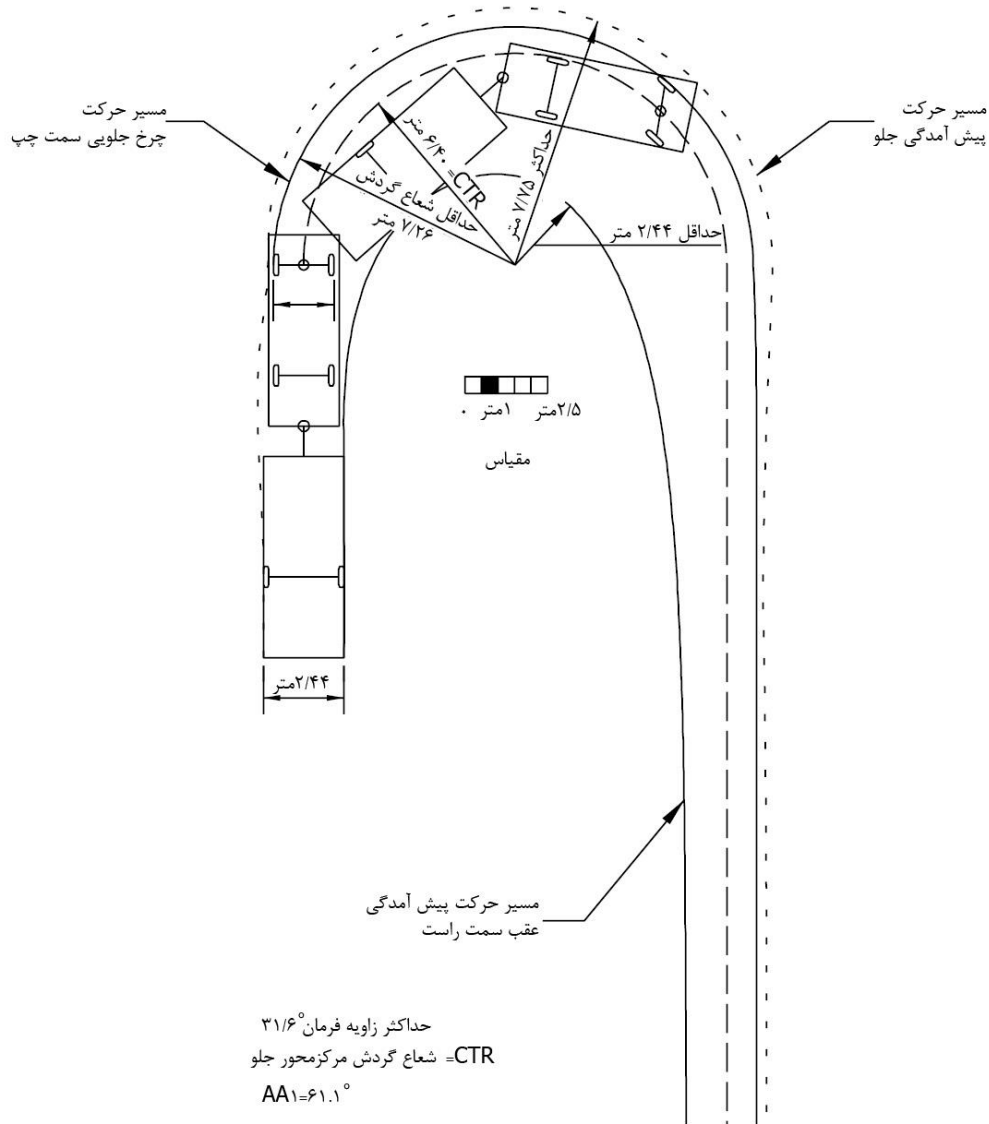 مسیر حرکت
چرخ جلویی سمت چپ
مسیر حرکت
پیش آمدگی جلو
۶/۴۰ متر =CTR
حداقل شعاع گردش
۷/۲۶ متر
حداکثر ۷/۷۵ متر
حداقل ۲/۴۴ متر
۰ ۱متر ۲/۵متر
مقیاس
۲/۴۴متر
مسیر حرکت پیش آمدگی
عقب سمت راست
حداکثر زاویه فرمان ۳۱/۶°
CTR= شعاع گردش مرکزمحور جلو
AA۱=۶۱.۱°